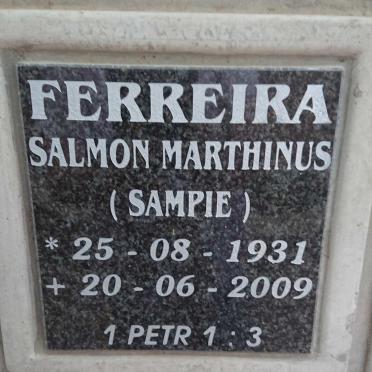 FERREIRA
SALMON MARTHINUS
( SAMPIE )
* 25 - 08 - 1931
+ 20 - 06 - 2009
1 PETR 1 : 3